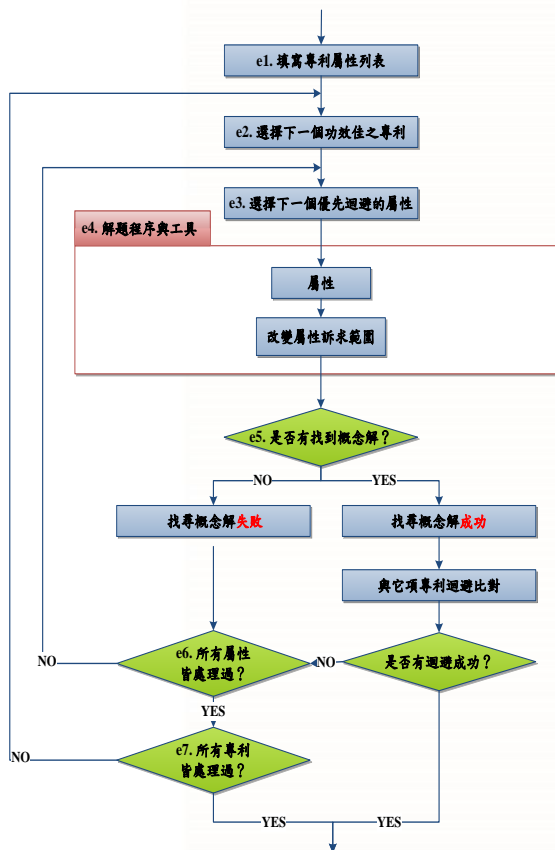 e1. 填寫專利屬性列表
e2. 選擇下一個功效佳之專利
e3. 選擇下一個優先迴避的屬性
e4. 解題程序與工具
屬性
改變屬性訴求範圍
e5. 是否有找到概念解？
NO
YES
找尋概念解失敗
找尋概念解成功
與它項專利迴避比對
e6. 所有屬性
皆處理過？
是否有迴避成功？
NO
NO
YES
e7. 所有專利
皆處理過？
NO
YES
YES